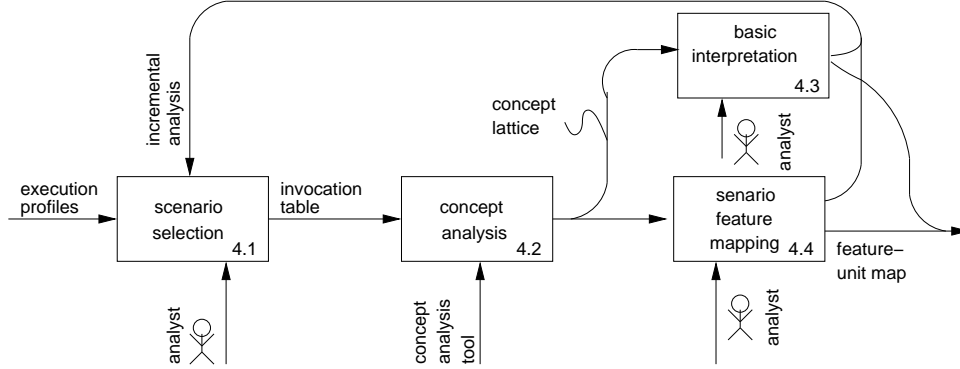 basic
interpretation
4.3
incremental
analysis
concept
lattice
analyst
execution
profiles
scenario
selection
4.1
invocation
table
concept
analysis
4.2
senario
feature
mapping
4.4
feature–
unit map
analyst
concept
analysis
tool
analyst